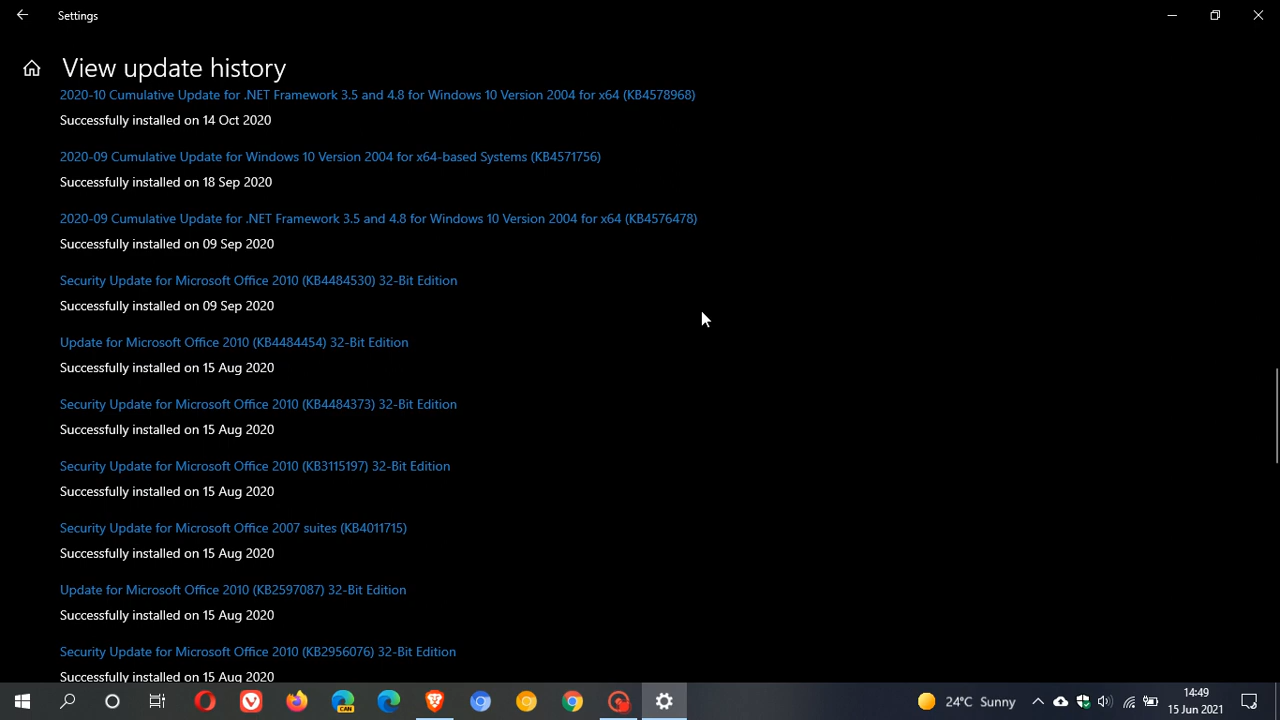 Settings
View update history
2020-10 Cumulative Update for .NET Framework 3.5 and 4.8 for Windows 10 Version 2004 for x64 (KB4578968)
Successfully installed on 14 Oct 2020
2020-09 Cumulative Update for Windows 10 Version 2004 for x64-based Systems (KB4571756)
Successfully installed on 18 Sep 2020
2020-09 Cumulative Update for .NET Framework 3.5 and 4.8 for Windows 10 Version 2004 for x64 (KB4576478)
Successfully installed on 09 Sep 2020
Security Update for Microsoft Office 2010 (KB4484530) 32-Bit Edition
Successfully installed on 09 Sep 2020
Update for Microsoft Office 2010 (KB4484454) 32-Bit Edition
Successfully installed on 15 Aug 2020
Security Update for Microsoft Office 2010 (KB4484373) 32-Bit Edition
Successfully installed on 15 Aug 2020
Security Update for Microsoft Office 2010 (KB3115197) 32-Bit Edition
Successfully installed on 15 Aug 2020
Security Update for Microsoft Office 2007 suites (KB4011715)
Successfully installed on 15 Aug 2020
Update for Microsoft Office 2010 (KB2597087) 32-Bit Edition
Successfully installed on 15 Aug 2020
Security Update for Microsoft Office 2010 (KB2956076) 32-Bit Edition
Successfully installed on 15 Aug 2020
CAN
24°C Sunny
14:49
15 Jun 2021